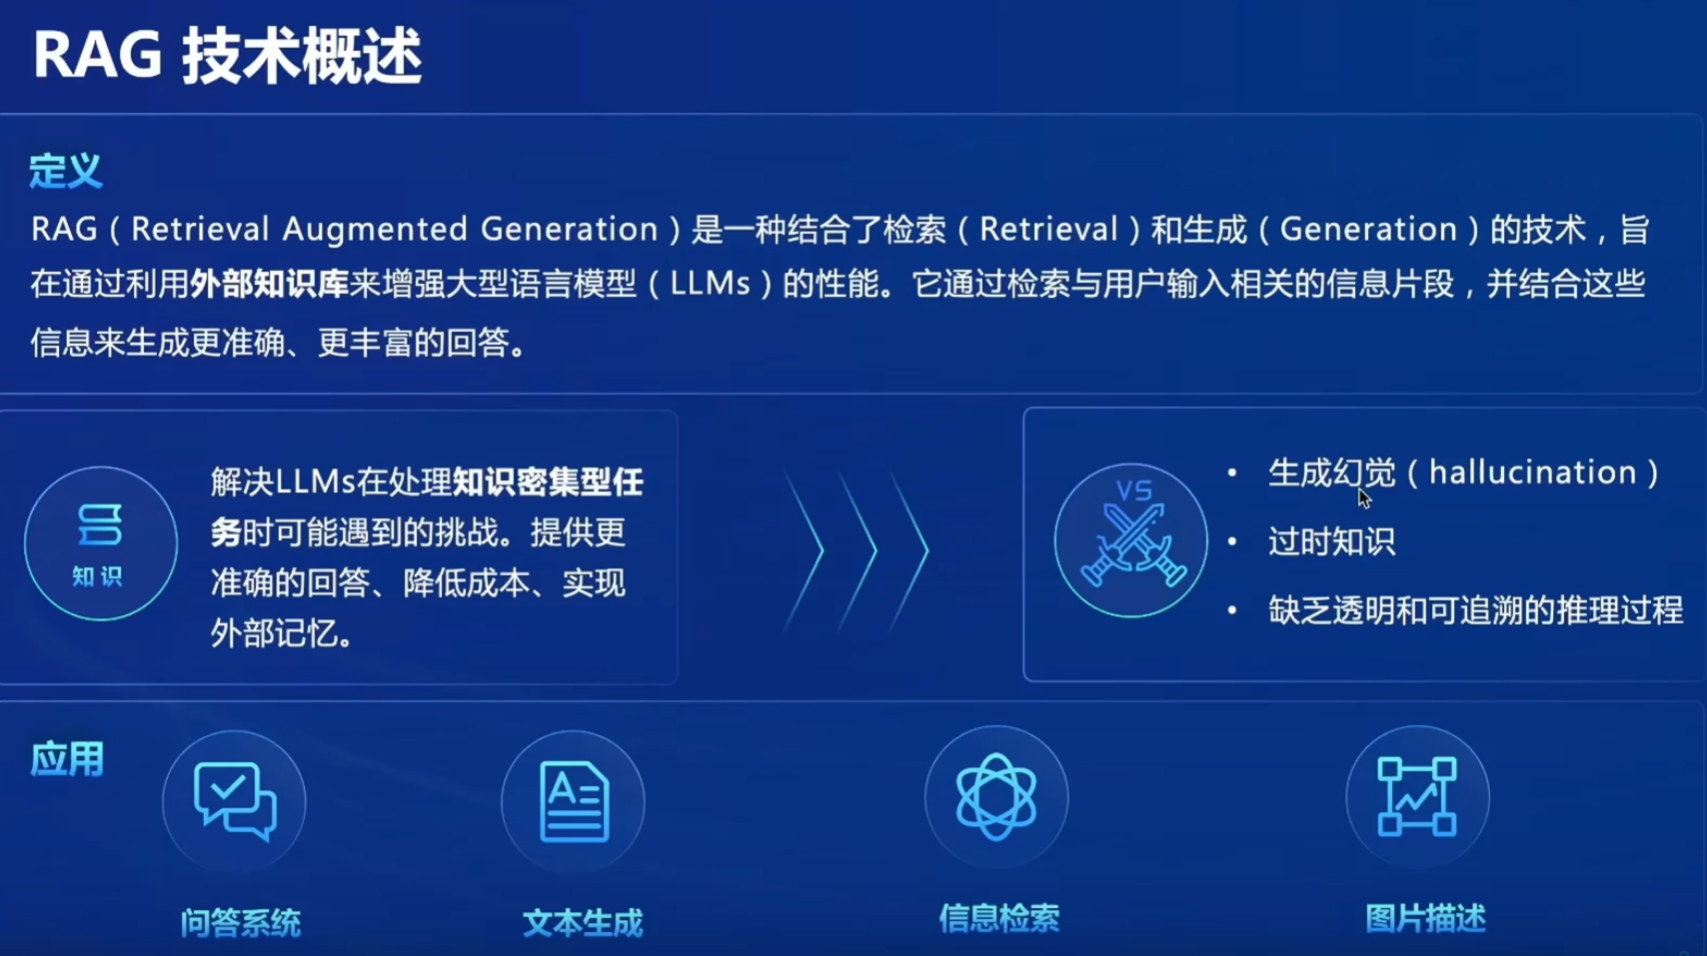 RAG 技术概述
定义
RAG（Retrieval Augmented Generation）是一种结合了检索（Retrieval）和生成（Generation）的技术，旨
在通过利用外部知识库来增强大型语言模型（LLMs）的性能。它通过检索与用户输入相关的信息片段，并结合这些
信息来生成更准确、更丰富的回答。
知识
解决LLMs在处理知识密集型任
务时可能遇到的挑战。提供更
准确的回答、降低成本、实现
外部记忆。
VS
• 生成幻觉（hallucination）
• 过时知识
• 缺乏透明和可追溯的推理过程
应用
A
问答系统
文本生成
信息检索
图片描述